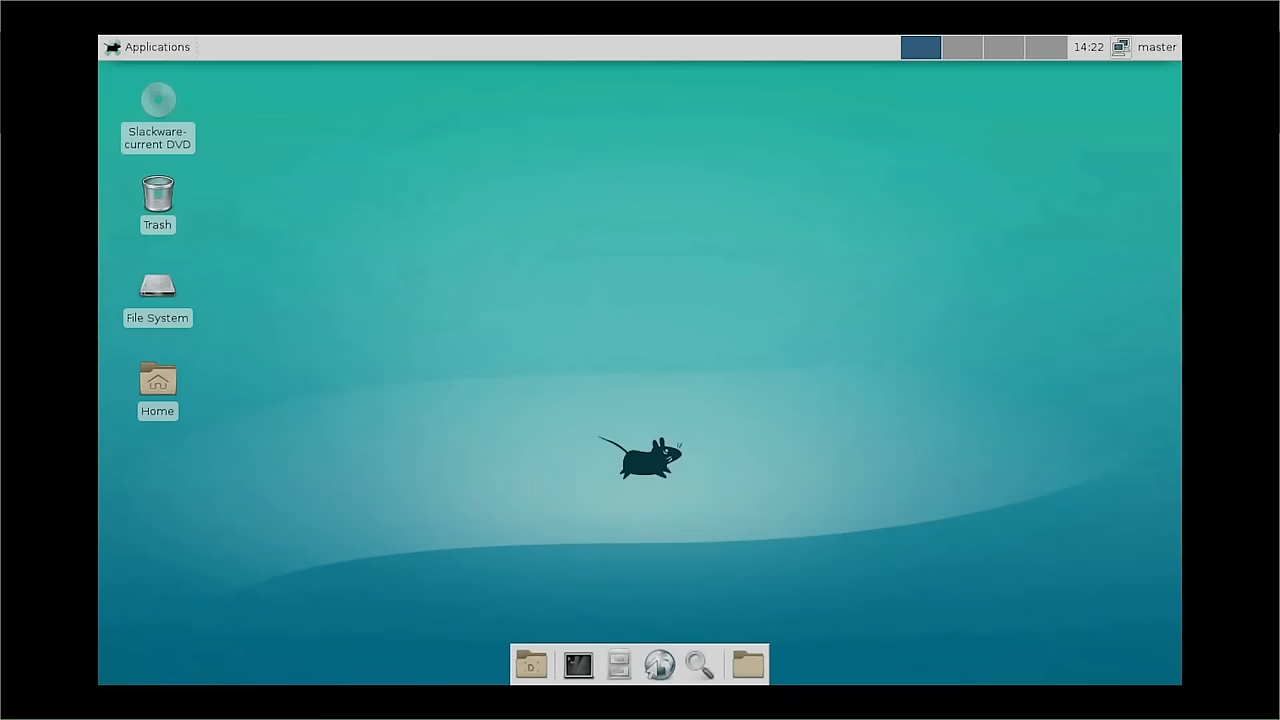 Applications
14:22
master
Slackware-
current DVD
Trash
File System
Home